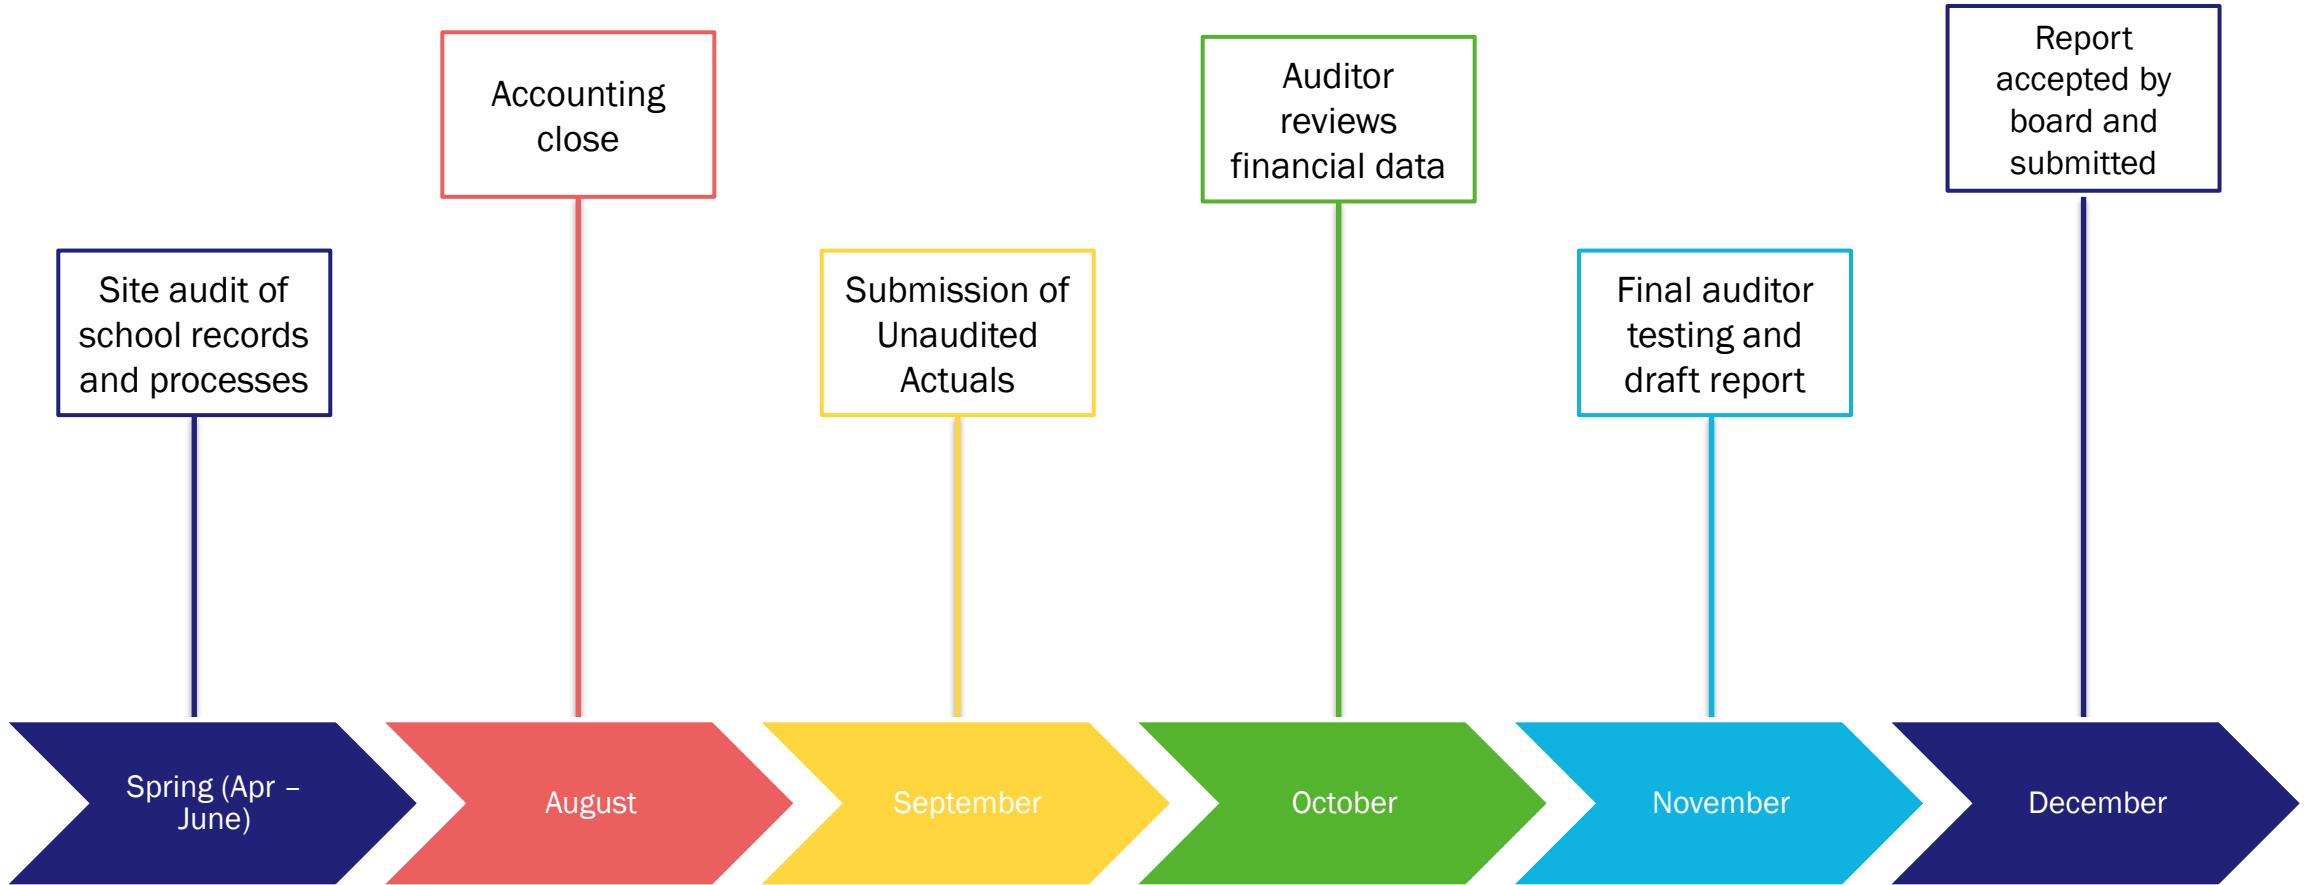 Site audit of
school records
and processes
Accounting
close
Submission of
Unaudited
Actuals
Auditor
reviews
financial data
Final auditor
testing and
draft report
Report
accepted by
board and
submitted
Spring (Apr –
June)
August
September
October
November
December